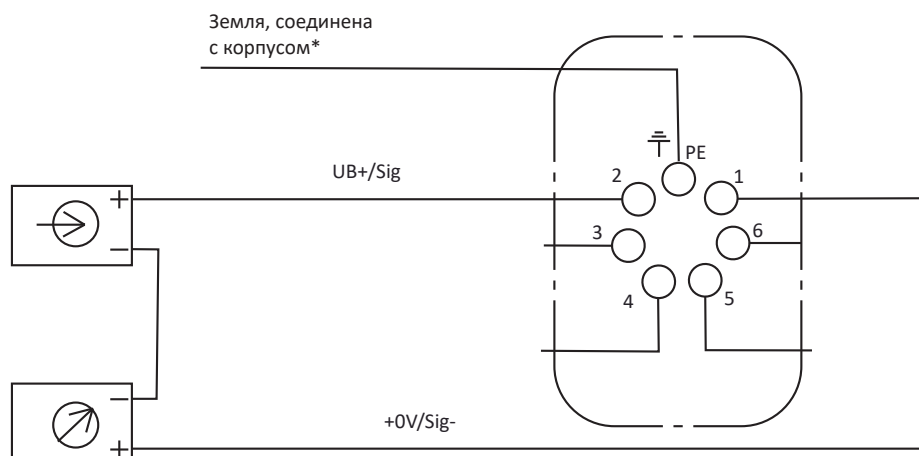 Земля, соединена
с корпусом*
PE
UB+/Sig
2
1
+
3
6
−
4
5
−
+0V/Sig-
+